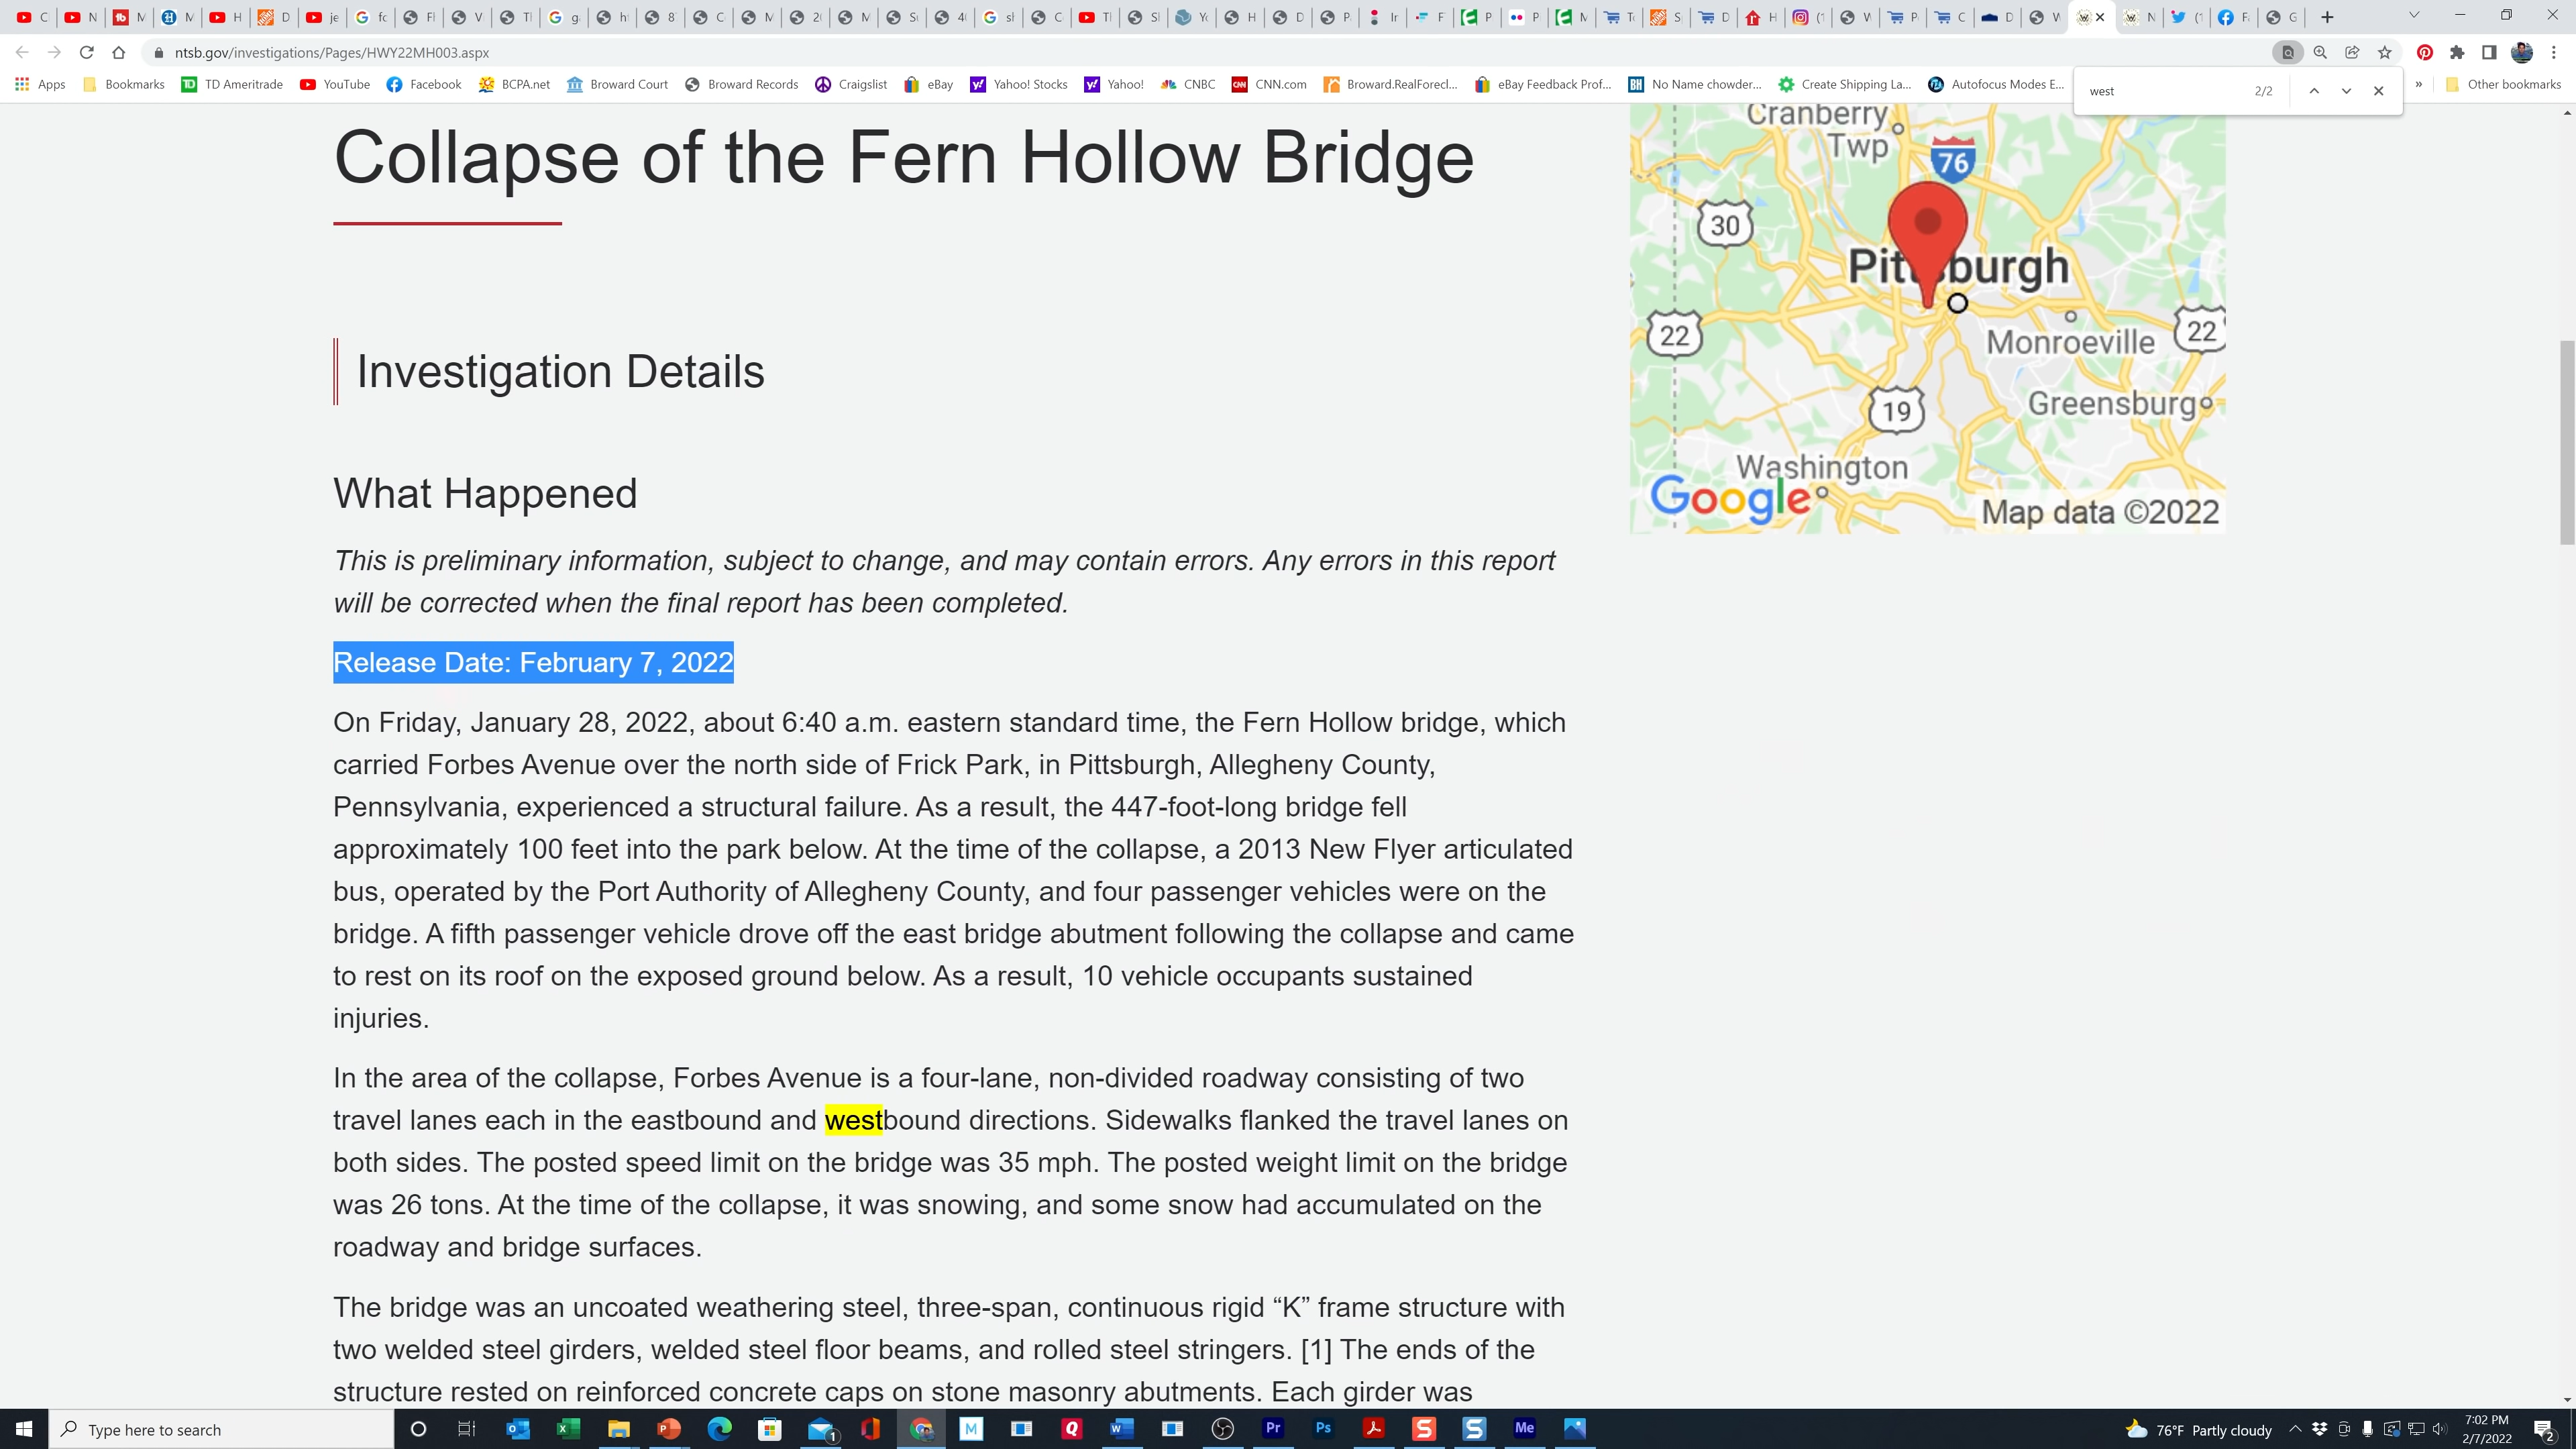 C N M M H D je fc Fl V Tl g h 8' C M 20 M Se 4( sl C Tl Sl Yo H D P Ir F P P M T S D H (1 W P C D W N (1 F G
ntsb.gov/investigations/Pages/HWY22MH003.aspx
Apps Bookmarks TD Ameritrade YouTube Facebook BCPA.net Broward Court Broward Records Craigslist eBay Yahoo! Stocks Yahoo! CNBC CNN.com Broward.RealForecl... eBay Feedback Prof... No Name chowder... Create Shipping La... Autofocus Modes E... » Other bookmarks
west 2/2
Collapse of the Fern Hollow Bridge
Cranberry
Twp
76
30
Pittsburgh
22
Monroeville
22
19
Greensburg
Washington
Google
Map data ©2022
Investigation Details
What Happened
This is preliminary information, subject to change, and may contain errors. Any errors in this report
will be corrected when the final report has been completed.
Release Date: February 7, 2022
On Friday, January 28, 2022, about 6:40 a.m. eastern standard time, the Fern Hollow bridge, which
carried Forbes Avenue over the north side of Frick Park, in Pittsburgh, Allegheny County,
Pennsylvania, experienced a structural failure. As a result, the 447-foot-long bridge fell
approximately 100 feet into the park below. At the time of the collapse, a 2013 New Flyer articulated
bus, operated by the Port Authority of Allegheny County, and four passenger vehicles were on the
bridge. A fifth passenger vehicle drove off the east bridge abutment following the collapse and came
to rest on its roof on the exposed ground below. As a result, 10 vehicle occupants sustained
injuries.
In the area of the collapse, Forbes Avenue is a four-lane, non-divided roadway consisting of two
travel lanes each in the eastbound and westbound directions. Sidewalks flanked the travel lanes on
both sides. The posted speed limit on the bridge was 35 mph. The posted weight limit on the bridge
was 26 tons. At the time of the collapse, it was snowing, and some snow had accumulated on the
roadway and bridge surfaces.
The bridge was an uncoated weathering steel, three-span, continuous rigid “K” frame structure with
two welded steel girders, welded steel floor beams, and rolled steel stringers. [1] The ends of the
structure rested on reinforced concrete caps on stone masonry abutments. Each girder was
Type here to search
76°F Partly cloudy
7:02 PM
2/7/2022